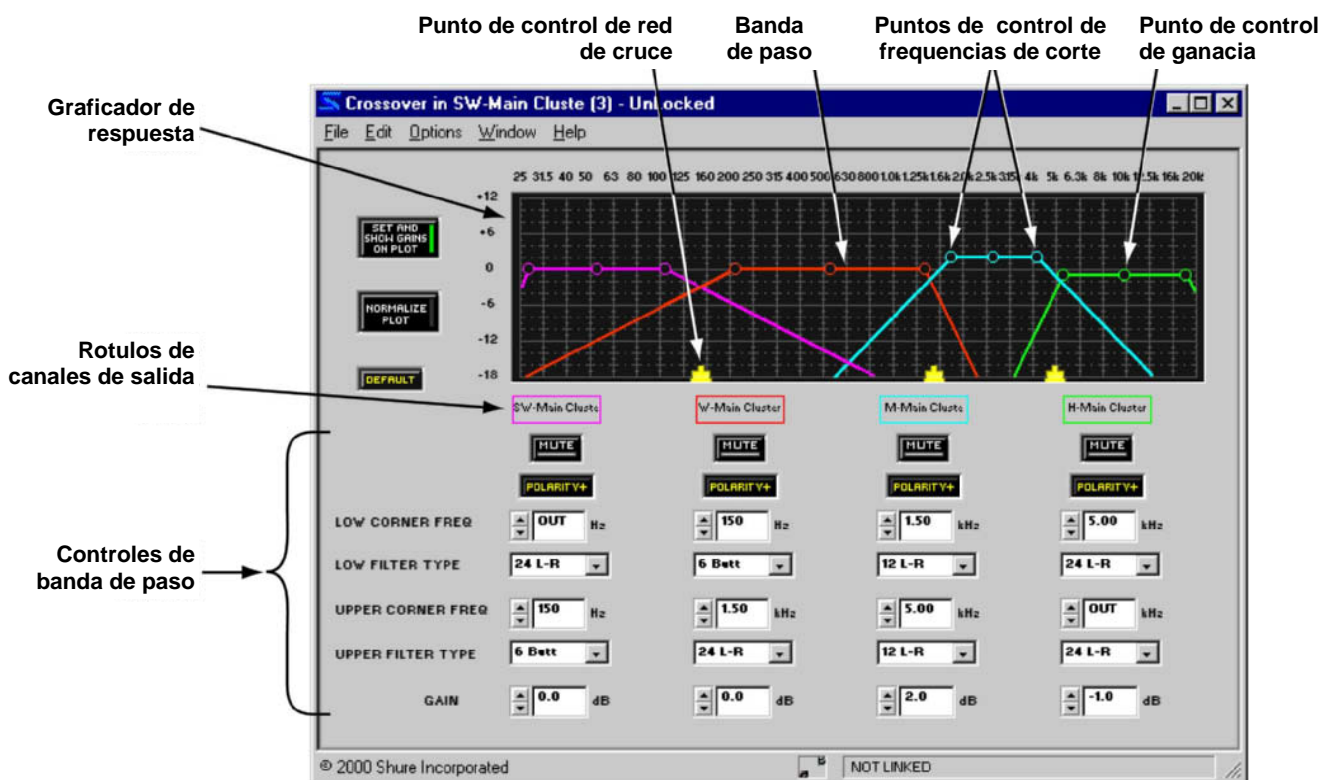 Punto de control de red de cruce
Banda de paso
Puntos de control de frequencias de corte
Punto de control de ganacia
Graficador de respuesta
Crossover in SW-Main Cluste (3) - UnLocked
File Edit Options Window Help
25 31.5 40 50 63 80 100 125 160 200 250 315 400 500 630 800 1.0k 1.25k 1.6k 2.0k 2.5k 3.15k 4k 5k 6.3k 8k 10k 12.5k 16k 20k
+12
SET AND SHOW GAINS ON PLOT
+6
0
NORMALIZE PLOT
-6
-12
DEFAULT
-18
Rotulos de canales de salida
SW-Main Cluste W-Main Cluster M-Main Cluste H-Main Cluster
MUTE MUTE MUTE MUTE
POLARITY+ POLARITY+ POLARITY+ POLARITY+
Controles de banda de paso
LOW CORNER FREQ OUT Hz 150 Hz 1.50 kHz 5.00 kHz
LOW FILTER TYPE 24 L-R 6 Butt 12 L-R 24 L-R
UPPER CORNER FREQ 150 Hz 1.50 kHz 5.00 kHz OUT kHz
UPPER FILTER TYPE 6 Butt 24 L-R 12 L-R 24 L-R
GAIN 0.0 dB 0.0 dB 2.0 dB -1.0 dB
© 2000 Shure Incorporated
NOT LINKED